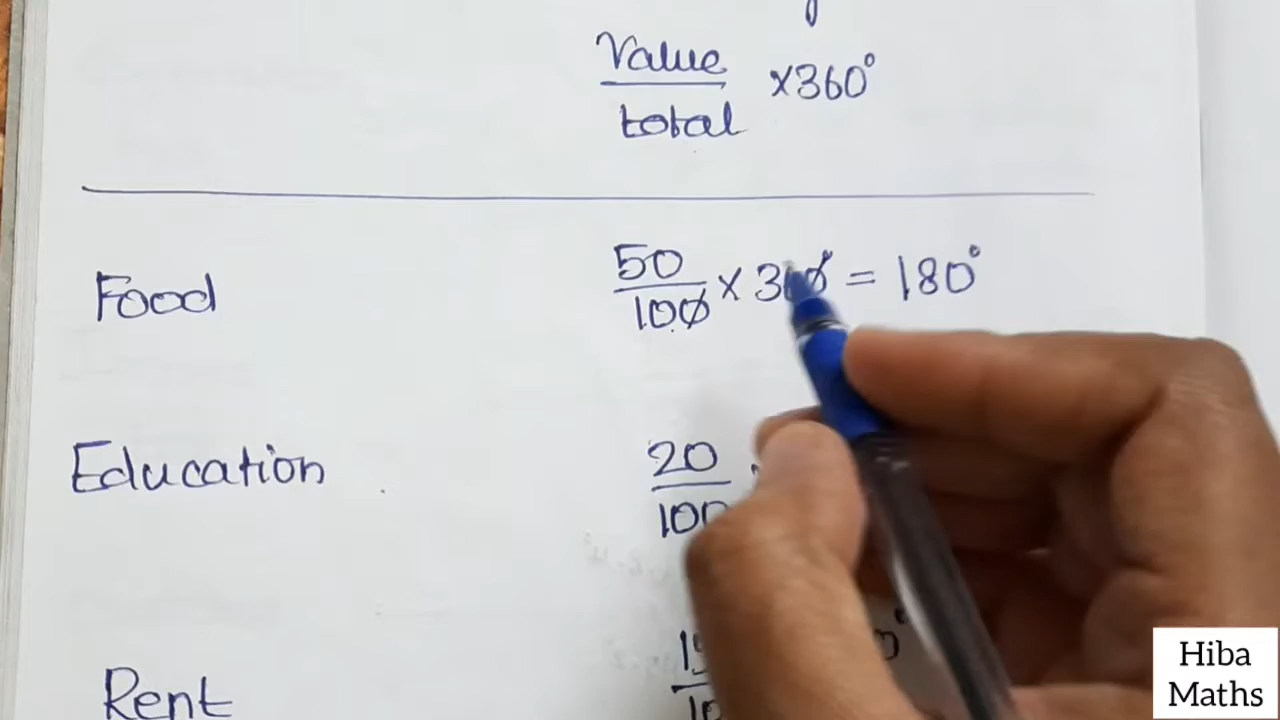 Value
total
×360°
Food
50
100
× 360° = 180°
Education
20
100
Rent
Hiba
Maths